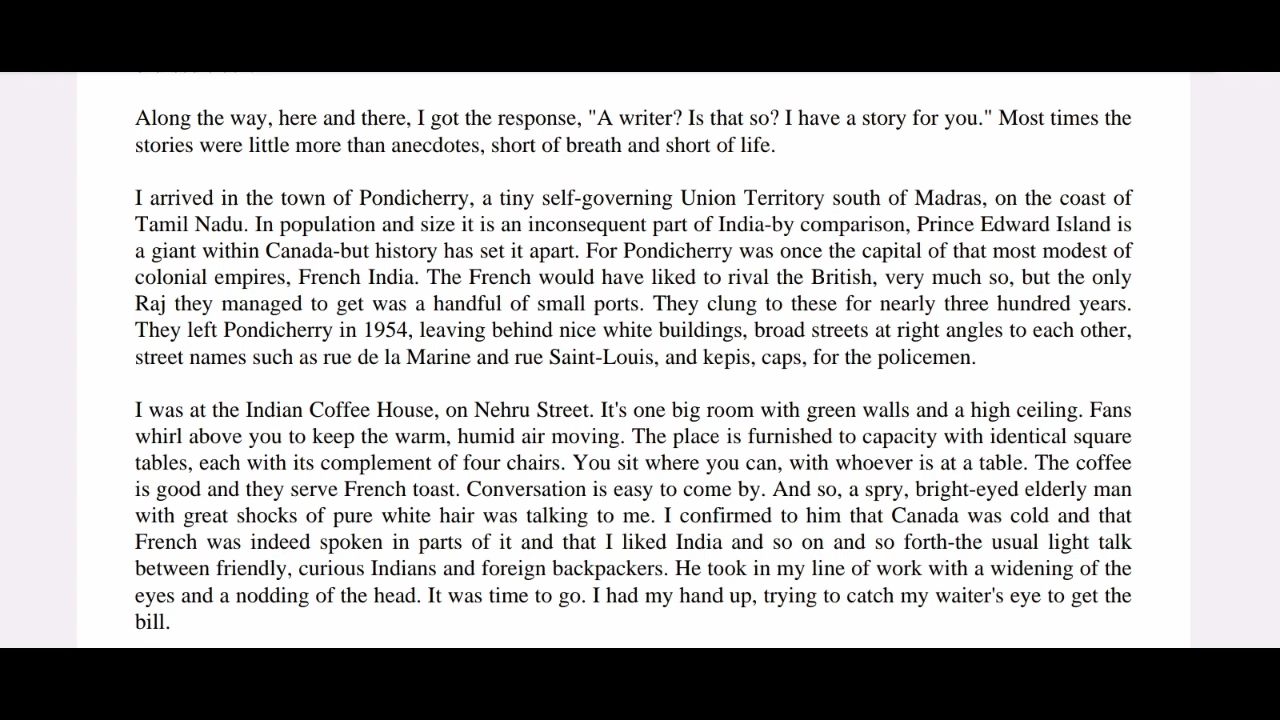 Along the way, here and there, I got the response, "A writer? Is that so? I have a story for you." Most times the
stories were little more than anecdotes, short of breath and short of life.
I arrived in the town of Pondicherry, a tiny self-governing Union Territory south of Madras, on the coast of
Tamil Nadu. In population and size it is an inconsequent part of India-by comparison, Prince Edward Island is
a giant within Canada-but history has set it apart. For Pondicherry was once the capital of that most modest of
colonial empires, French India. The French would have liked to rival the British, very much so, but the only
Raj they managed to get was a handful of small ports. They clung to these for nearly three hundred years.
They left Pondicherry in 1954, leaving behind nice white buildings, broad streets at right angles to each other,
street names such as rue de la Marine and rue Saint-Louis, and kepis, caps, for the policemen.
I was at the Indian Coffee House, on Nehru Street. It's one big room with green walls and a high ceiling. Fans
whirl above you to keep the warm, humid air moving. The place is furnished to capacity with identical square
tables, each with its complement of four chairs. You sit where you can, with whoever is at a table. The coffee
is good and they serve French toast. Conversation is easy to come by. And so, a spry, bright-eyed elderly man
with great shocks of pure white hair was talking to me. I confirmed to him that Canada was cold and that
French was indeed spoken in parts of it and that I liked India and so on and so forth-the usual light talk
between friendly, curious Indians and foreign backpackers. He took in my line of work with a widening of the
eyes and a nodding of the head. It was time to go. I had my hand up, trying to catch my waiter's eye to get the
bill.